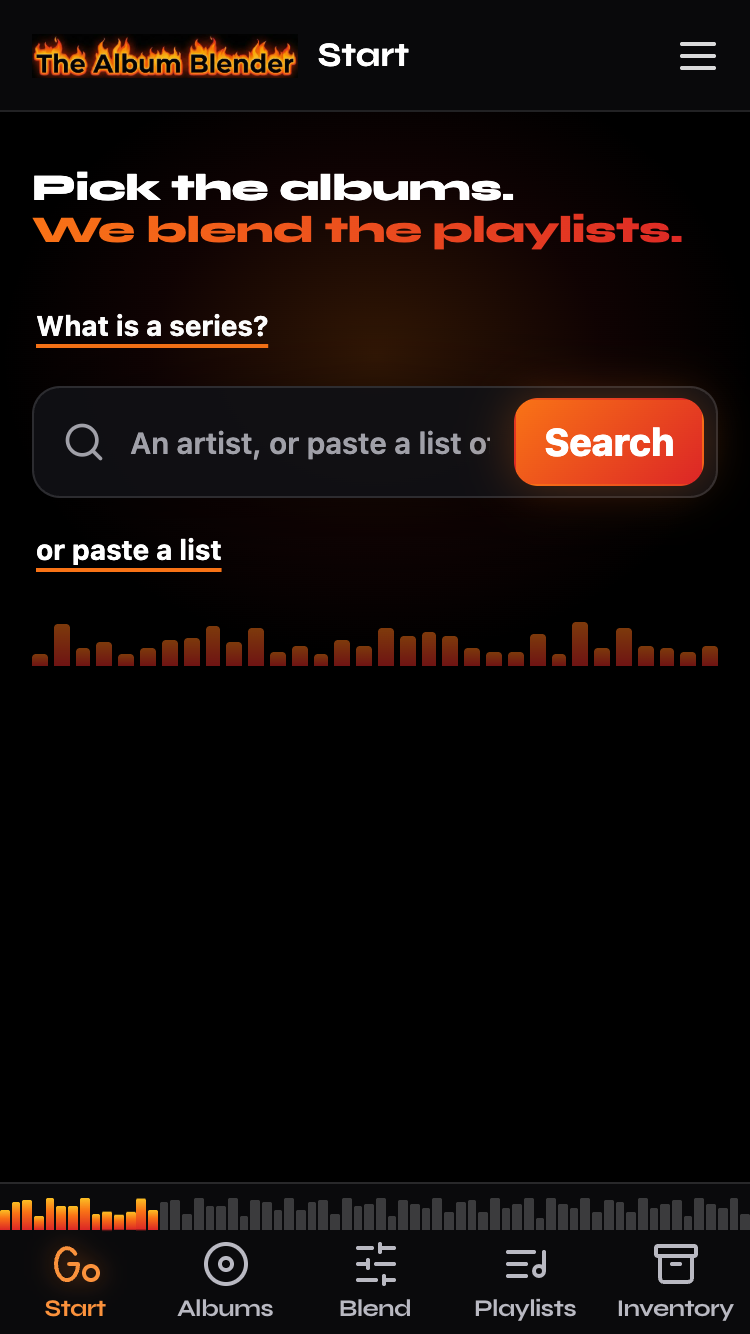 The Album Blender Start
Pick the albums.
We blend the playlists.
What is a series?
An artist, or paste a list o
Search
or paste a list
Go
Start
Albums
Blend
Playlists
Inventory